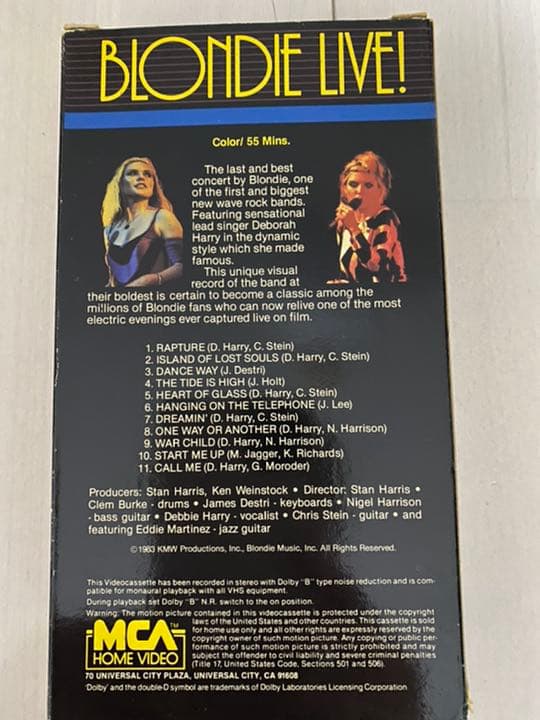 BLONDIE LIVE!
Color/ 55 Mins.
The last and best
concert by Blondie, one
of the first and biggest
new wave rock bands.
Featuring sensational
lead singer Deborah
Harry in the dynamic
style which she made
famous.
This unique visual
record of the band at
their boldest is certain to become a classic among the
millions of Blondie fans who can now relive one of the most
electric evenings ever captured live on film.
1. RAPTURE (D. Harry, C. Stein)
2. ISLAND OF LOST SOULS (D. Harry, C. Stein)
3. DANCE WAY (J. Destri)
4. THE TIDE IS HIGH (J. Holt)
5. HEART OF GLASS (D. Harry, C. Stein)
6. HANGING ON THE TELEPHONE (J. Lee)
7. DREAMIN' (D. Harry, C. Stein)
8. ONE WAY OR ANOTHER (D. Harry, N. Harrison)
9. WAR CHILD (D. Harry, N. Harrison)
10. START ME UP (M. Jagger, K. Richards)
11. CALL ME (D. Harry, G. Moroder)
Producers: Stan Harris, Ken Weinstock • Director: Stan Harris •
Clem Burke - drums • James Destri - keyboards • Nigel Harrison
- bass guitar • Debbie Harry - vocalist • Chris Stein - guitar • and
featuring Eddie Martinez - jazz guitar
© 1983 KMW Productions, Inc., Blondie Music, Inc. All Rights Reserved.
This Videocassette has been recorded in stereo with Dolby "B" type noise reduction and is com-
patible for monaural playback with all VHS equipment.
During playback set Dolby "B" N.R. switch to the on position.
Warning: The motion picture contained in this videocassette is protected under the copyright
laws of the United States and other countries. This cassette is sold
for home use only and all other rights are expressly reserved by the
copyright owner of such motion picture. Any copying or public per-
formance of such motion picture is strictly prohibited and may
subject the offender to civil liability and severe criminal penalties
(Title 17, United States Code, Sections 501 and 506).
MCA™
HOME VIDEO
70 UNIVERSAL CITY PLAZA, UNIVERSAL CITY, CA 91608
'Dolby' and the double-D symbol are trademarks of Dolby Laboratories Licensing Corporation